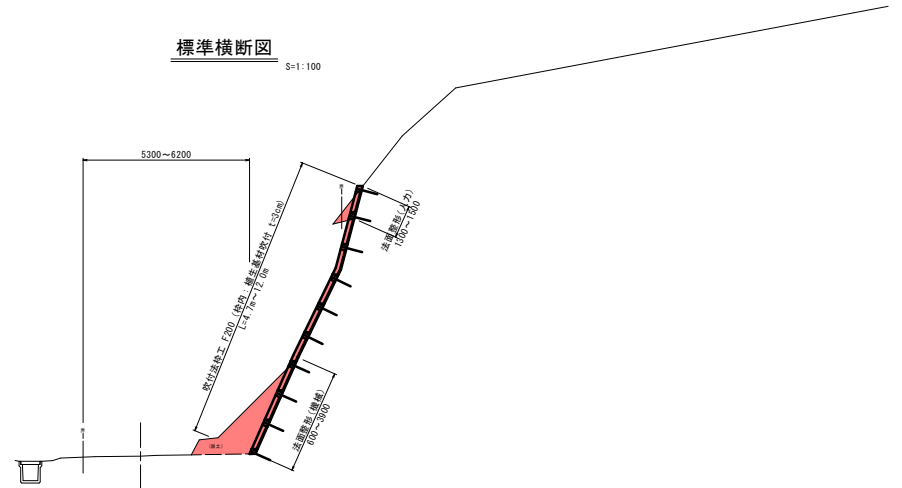 標準横断図
S=1:100
5300~6200
吹付法枠工 F200 (枠内:植生基材吹付 t=3cm)
L=4.7m~12.0m
法面整形(人力)
1300~1500
法面整形(機械)
600~3900